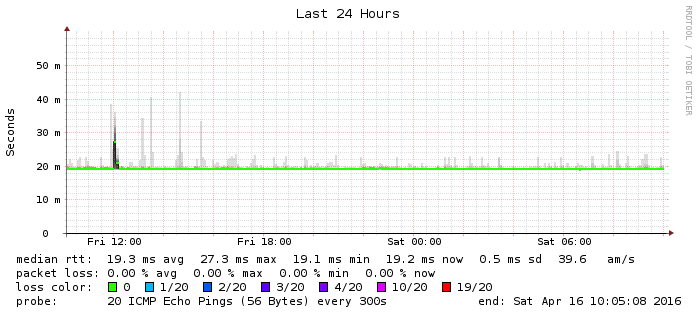 Last 24 Hours
RRDTOOL / TOBI OETIKER
Seconds
50 m
40 m
30 m
20 m
10 m
0
Fri 12:00 Fri 18:00 Sat 00:00 Sat 06:00
median rtt: 19.3 ms avg 27.3 ms max 19.1 ms min 19.2 ms now 0.5 ms sd 39.6 am/s
packet loss: 0.00 % avg 0.00 % max 0.00 % min 0.00 % now
loss color: 0 1/20 2/20 3/20 4/20 10/20 19/20
probe: 20 ICMP Echo Pings (56 Bytes) every 300s end: Sat Apr 16 10:05:08 2016